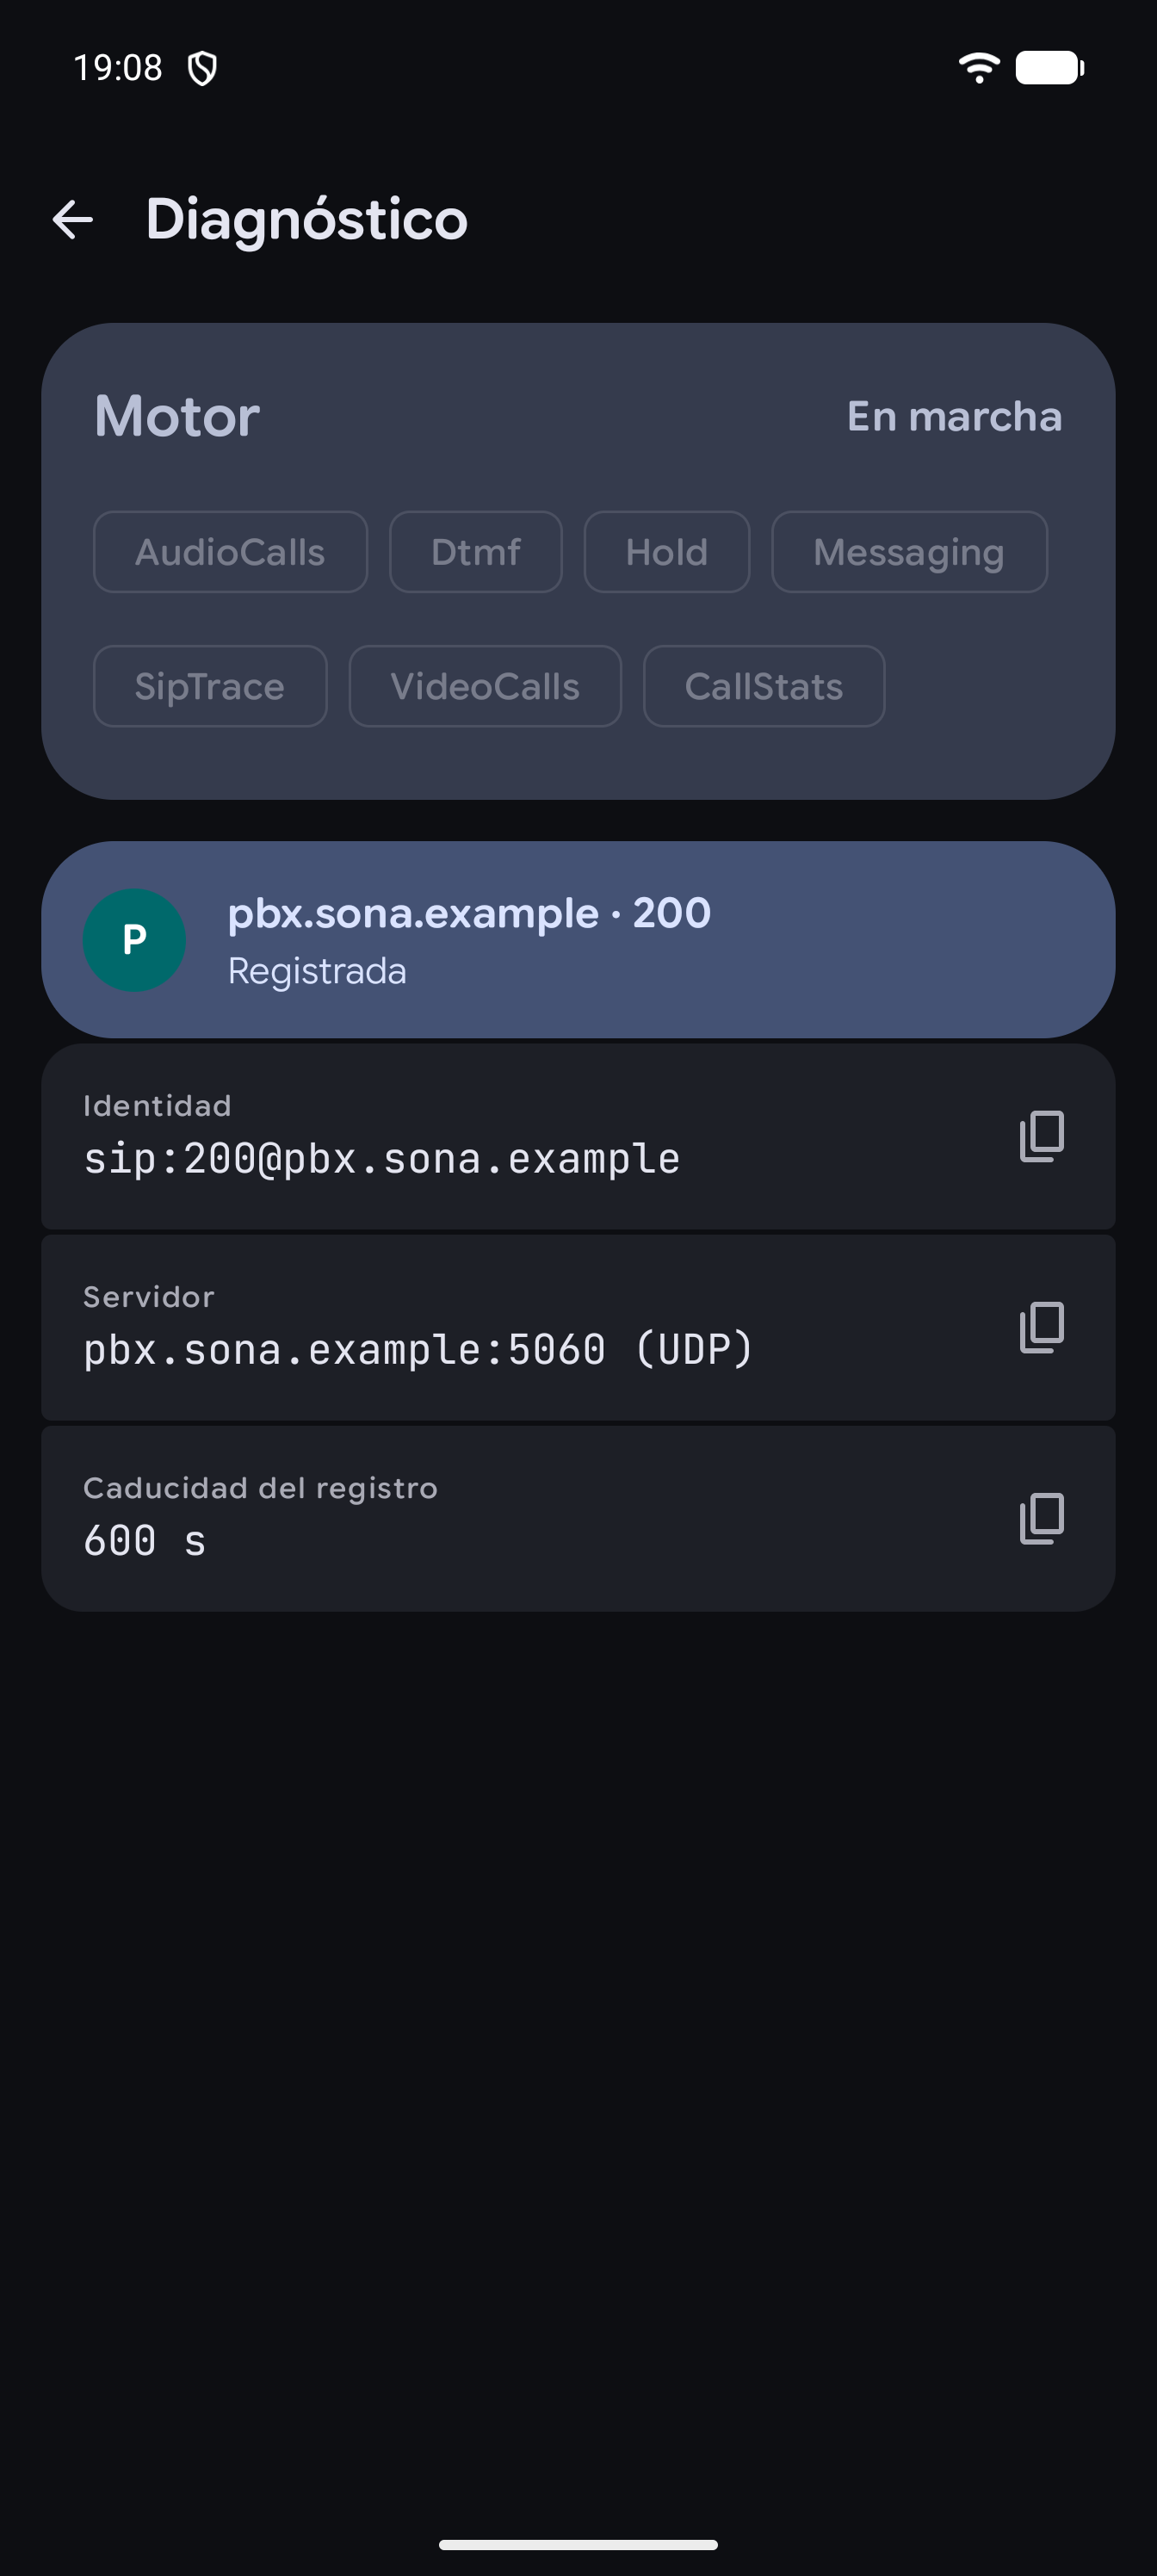 19:08
Diagnóstico
Motor
En marcha
AudioCalls
Dtmf
Hold
Messaging
SipTrace
VideoCalls
CallStats
P
pbx.sona.example · 200
Registrada
Identidad
sip:200@pbx.sona.example
Servidor
pbx.sona.example:5060 (UDP)
Caducidad del registro
600 s